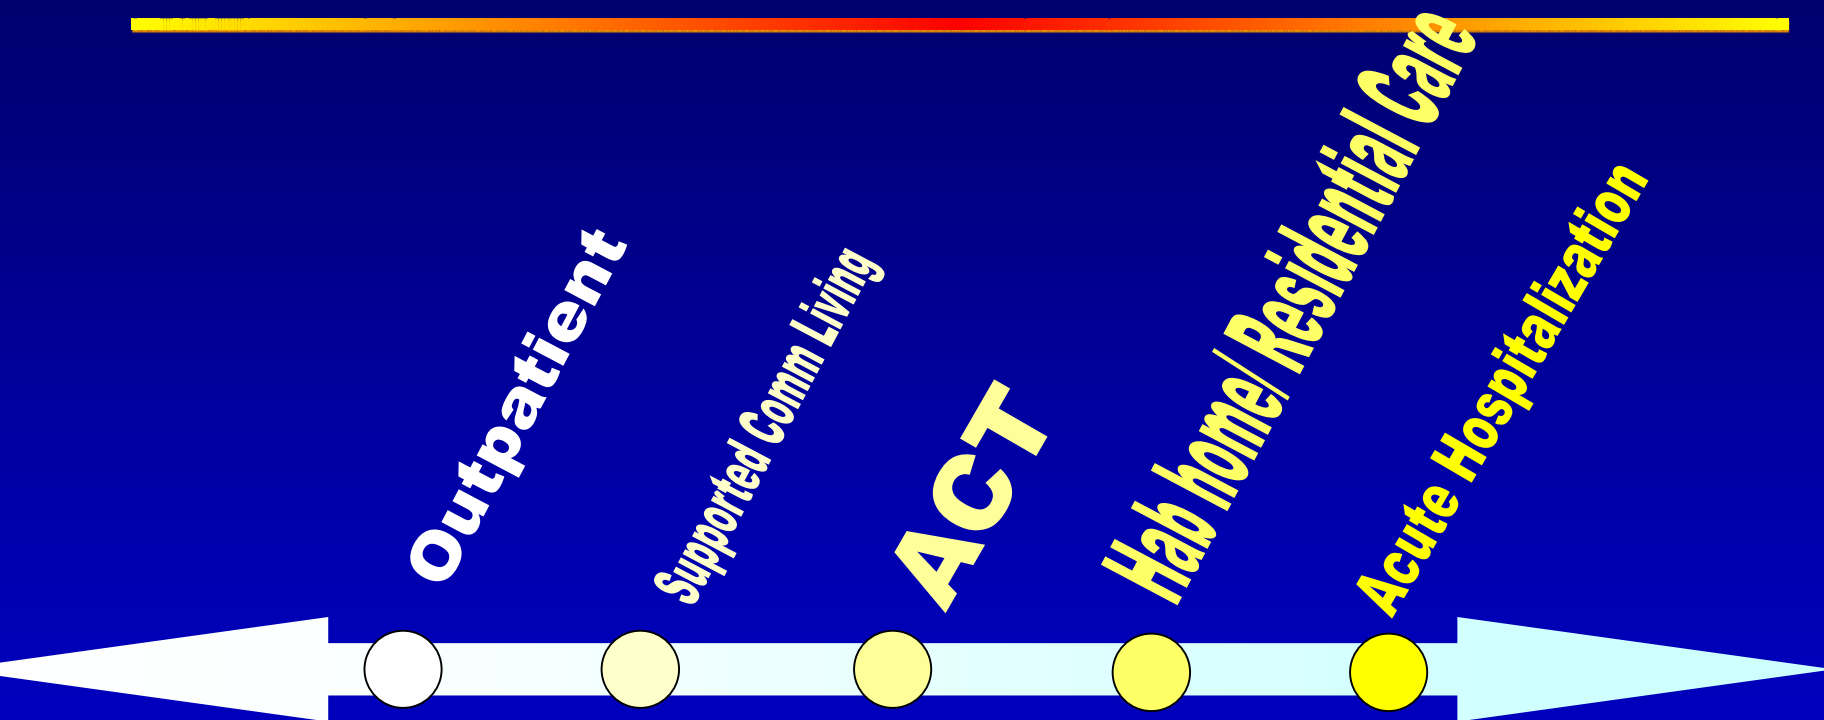 Outpatient
Supported Comm Living
ACT
Hab home/ Residential Care
Acute Hospitalization